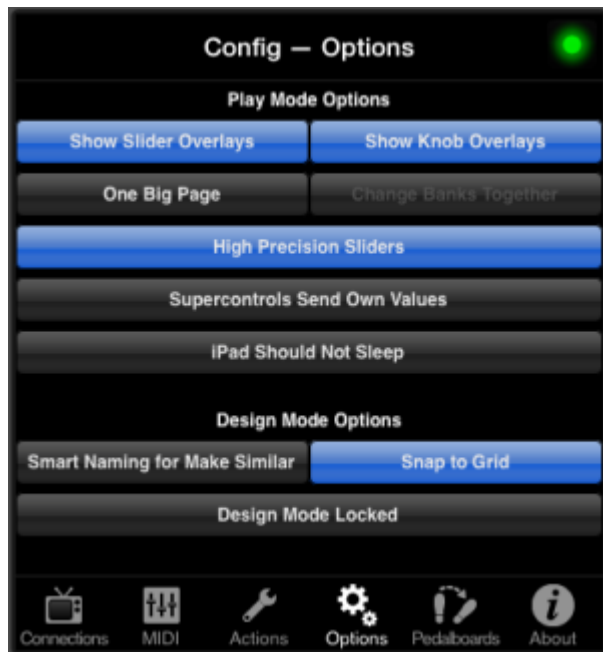 Config — Options
Play Mode Options
Show Slider Overlays Show Knob Overlays
One Big Page Change Banks Together
High Precision Sliders
Supercontrols Send Own Values
iPad Should Not Sleep
Design Mode Options
Smart Naming for Make Similar Snap to Grid
Design Mode Locked
Connections MIDI Actions Options Pedalboards About